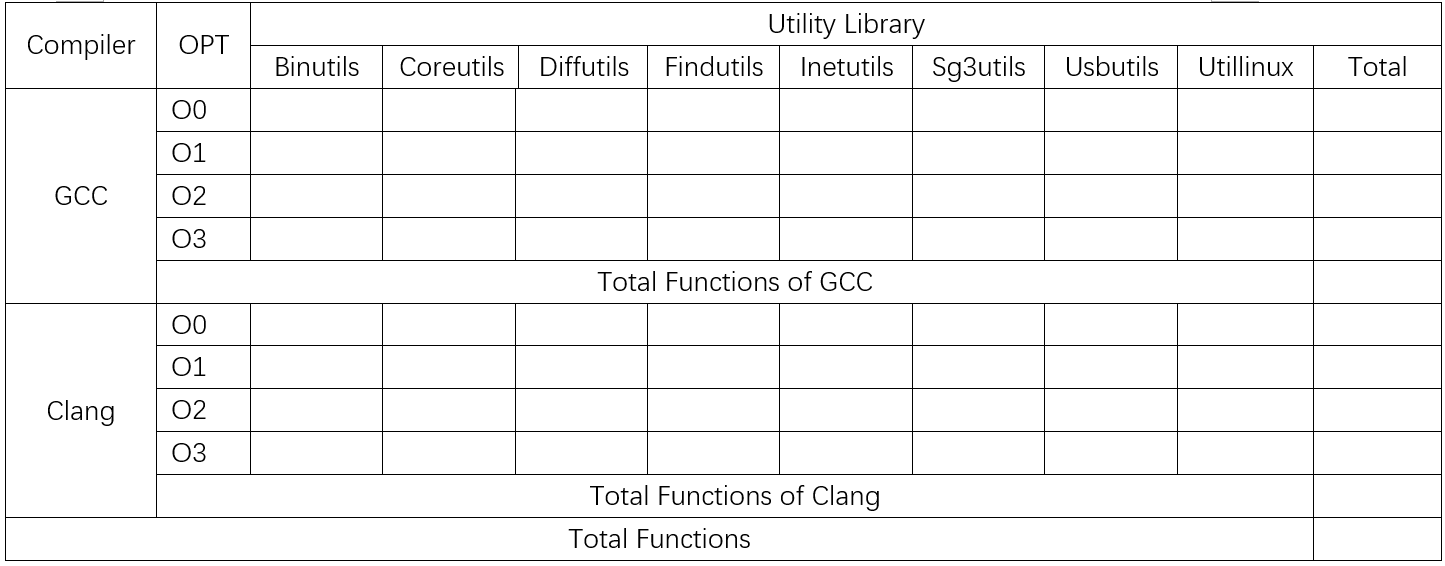 Utility Library
Compiler OPT
Binutils Coreutils Diffutils Findutils Inetutils Sg3utils Usbutils Utillinux Total
O0
O1
GCC O2
O3
Total Functions of GCC
O0
O1
Clang O2
O3
Total Functions of Clang
Total Functions